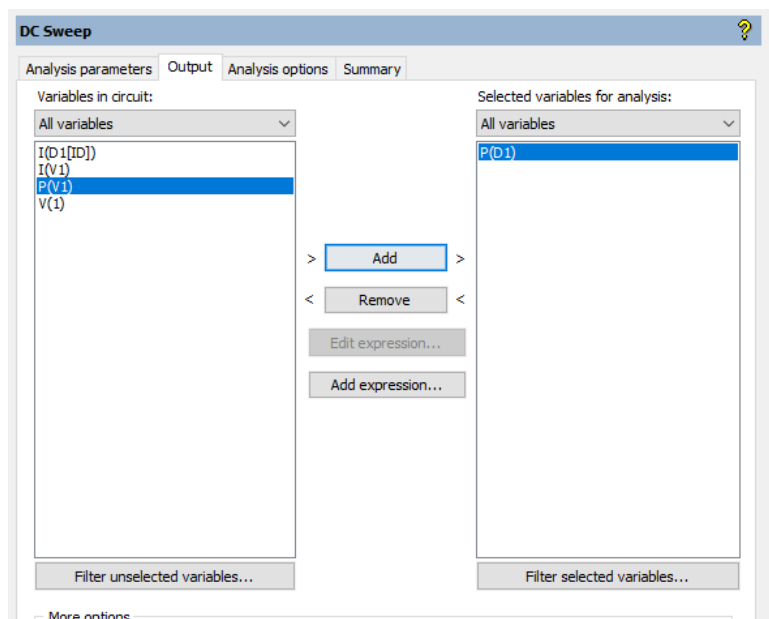 DC Sweep
Analysis parameters Output Analysis options Summary
Variables in circuit:
Selected variables for analysis:
All variables
All variables
I(D1[ID])
I(V1)
P(V1)
V(1)
P(D1)
> Add >
< Remove <
Edit expression...
Add expression...
Filter unselected variables...
Filter selected variables...
More options